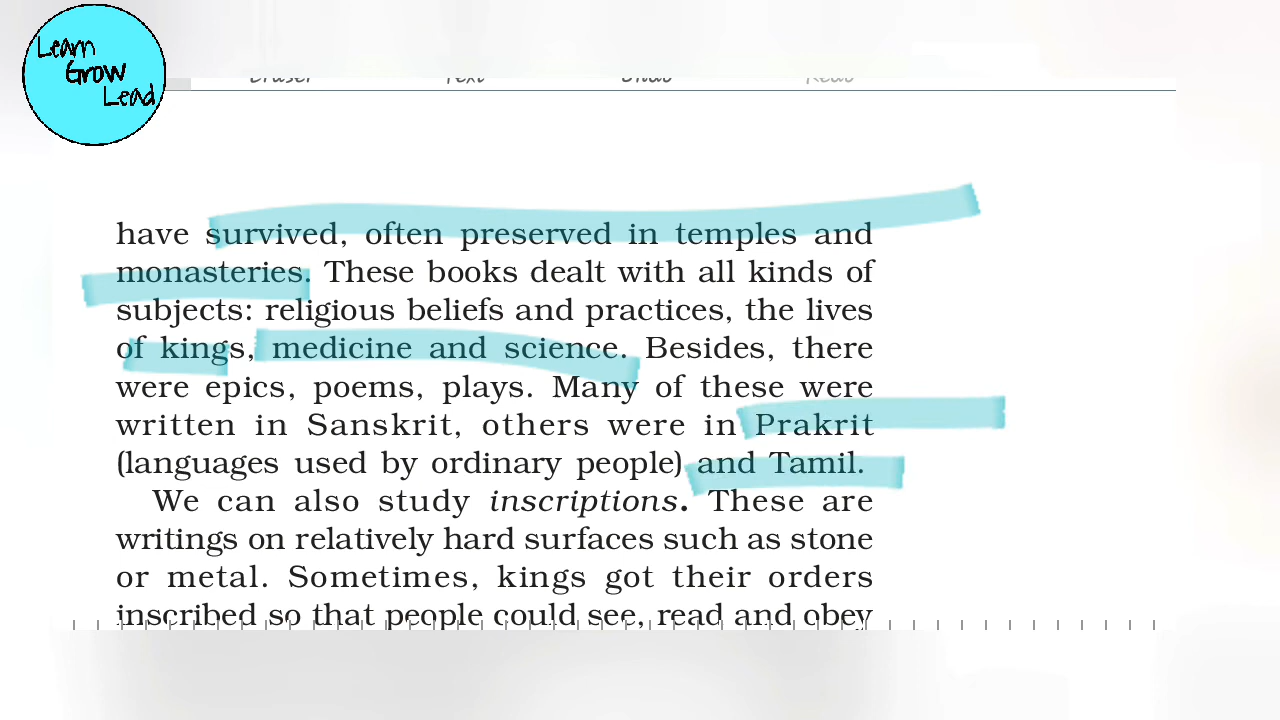 Learn
Grow
Lead
Eraser Text Undo Redo
have survived, often preserved in temples and
monasteries. These books dealt with all kinds of
subjects: religious beliefs and practices, the lives
of kings, medicine and science. Besides, there
were epics, poems, plays. Many of these were
written in Sanskrit, others were in Prakrit
(languages used by ordinary people) and Tamil.
We can also study inscriptions. These are
writings on relatively hard surfaces such as stone
or metal. Sometimes, kings got their orders
inscribed so that people could see, read and obey